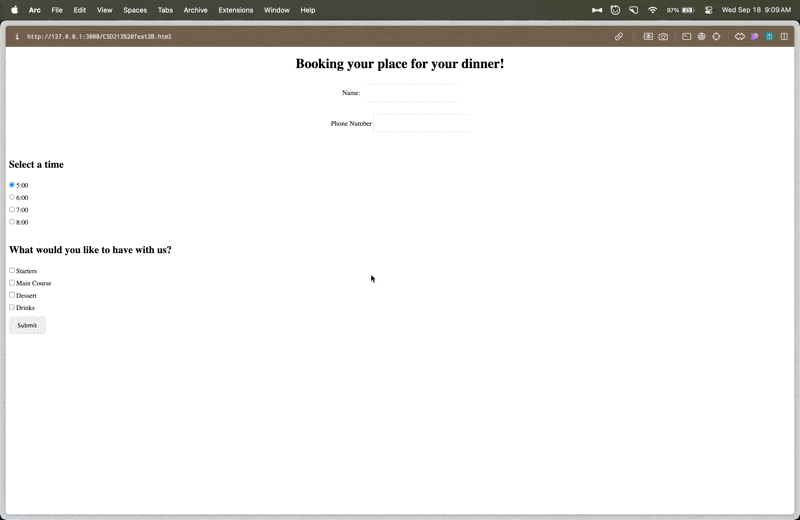 Arc File Edit View Spaces Tabs Archive Extensions Window Help 97% Wed Sep 18 9:09 AM
http://127.0.0.1:3000/CSD213%20Test2B.html
Booking your place for your dinner!
Name:
Phone Number
Select a time
5:00
6:00
7:00
8:00
What would you like to have with us?
Starters
Main Course
Dessert
Drinks
Submit